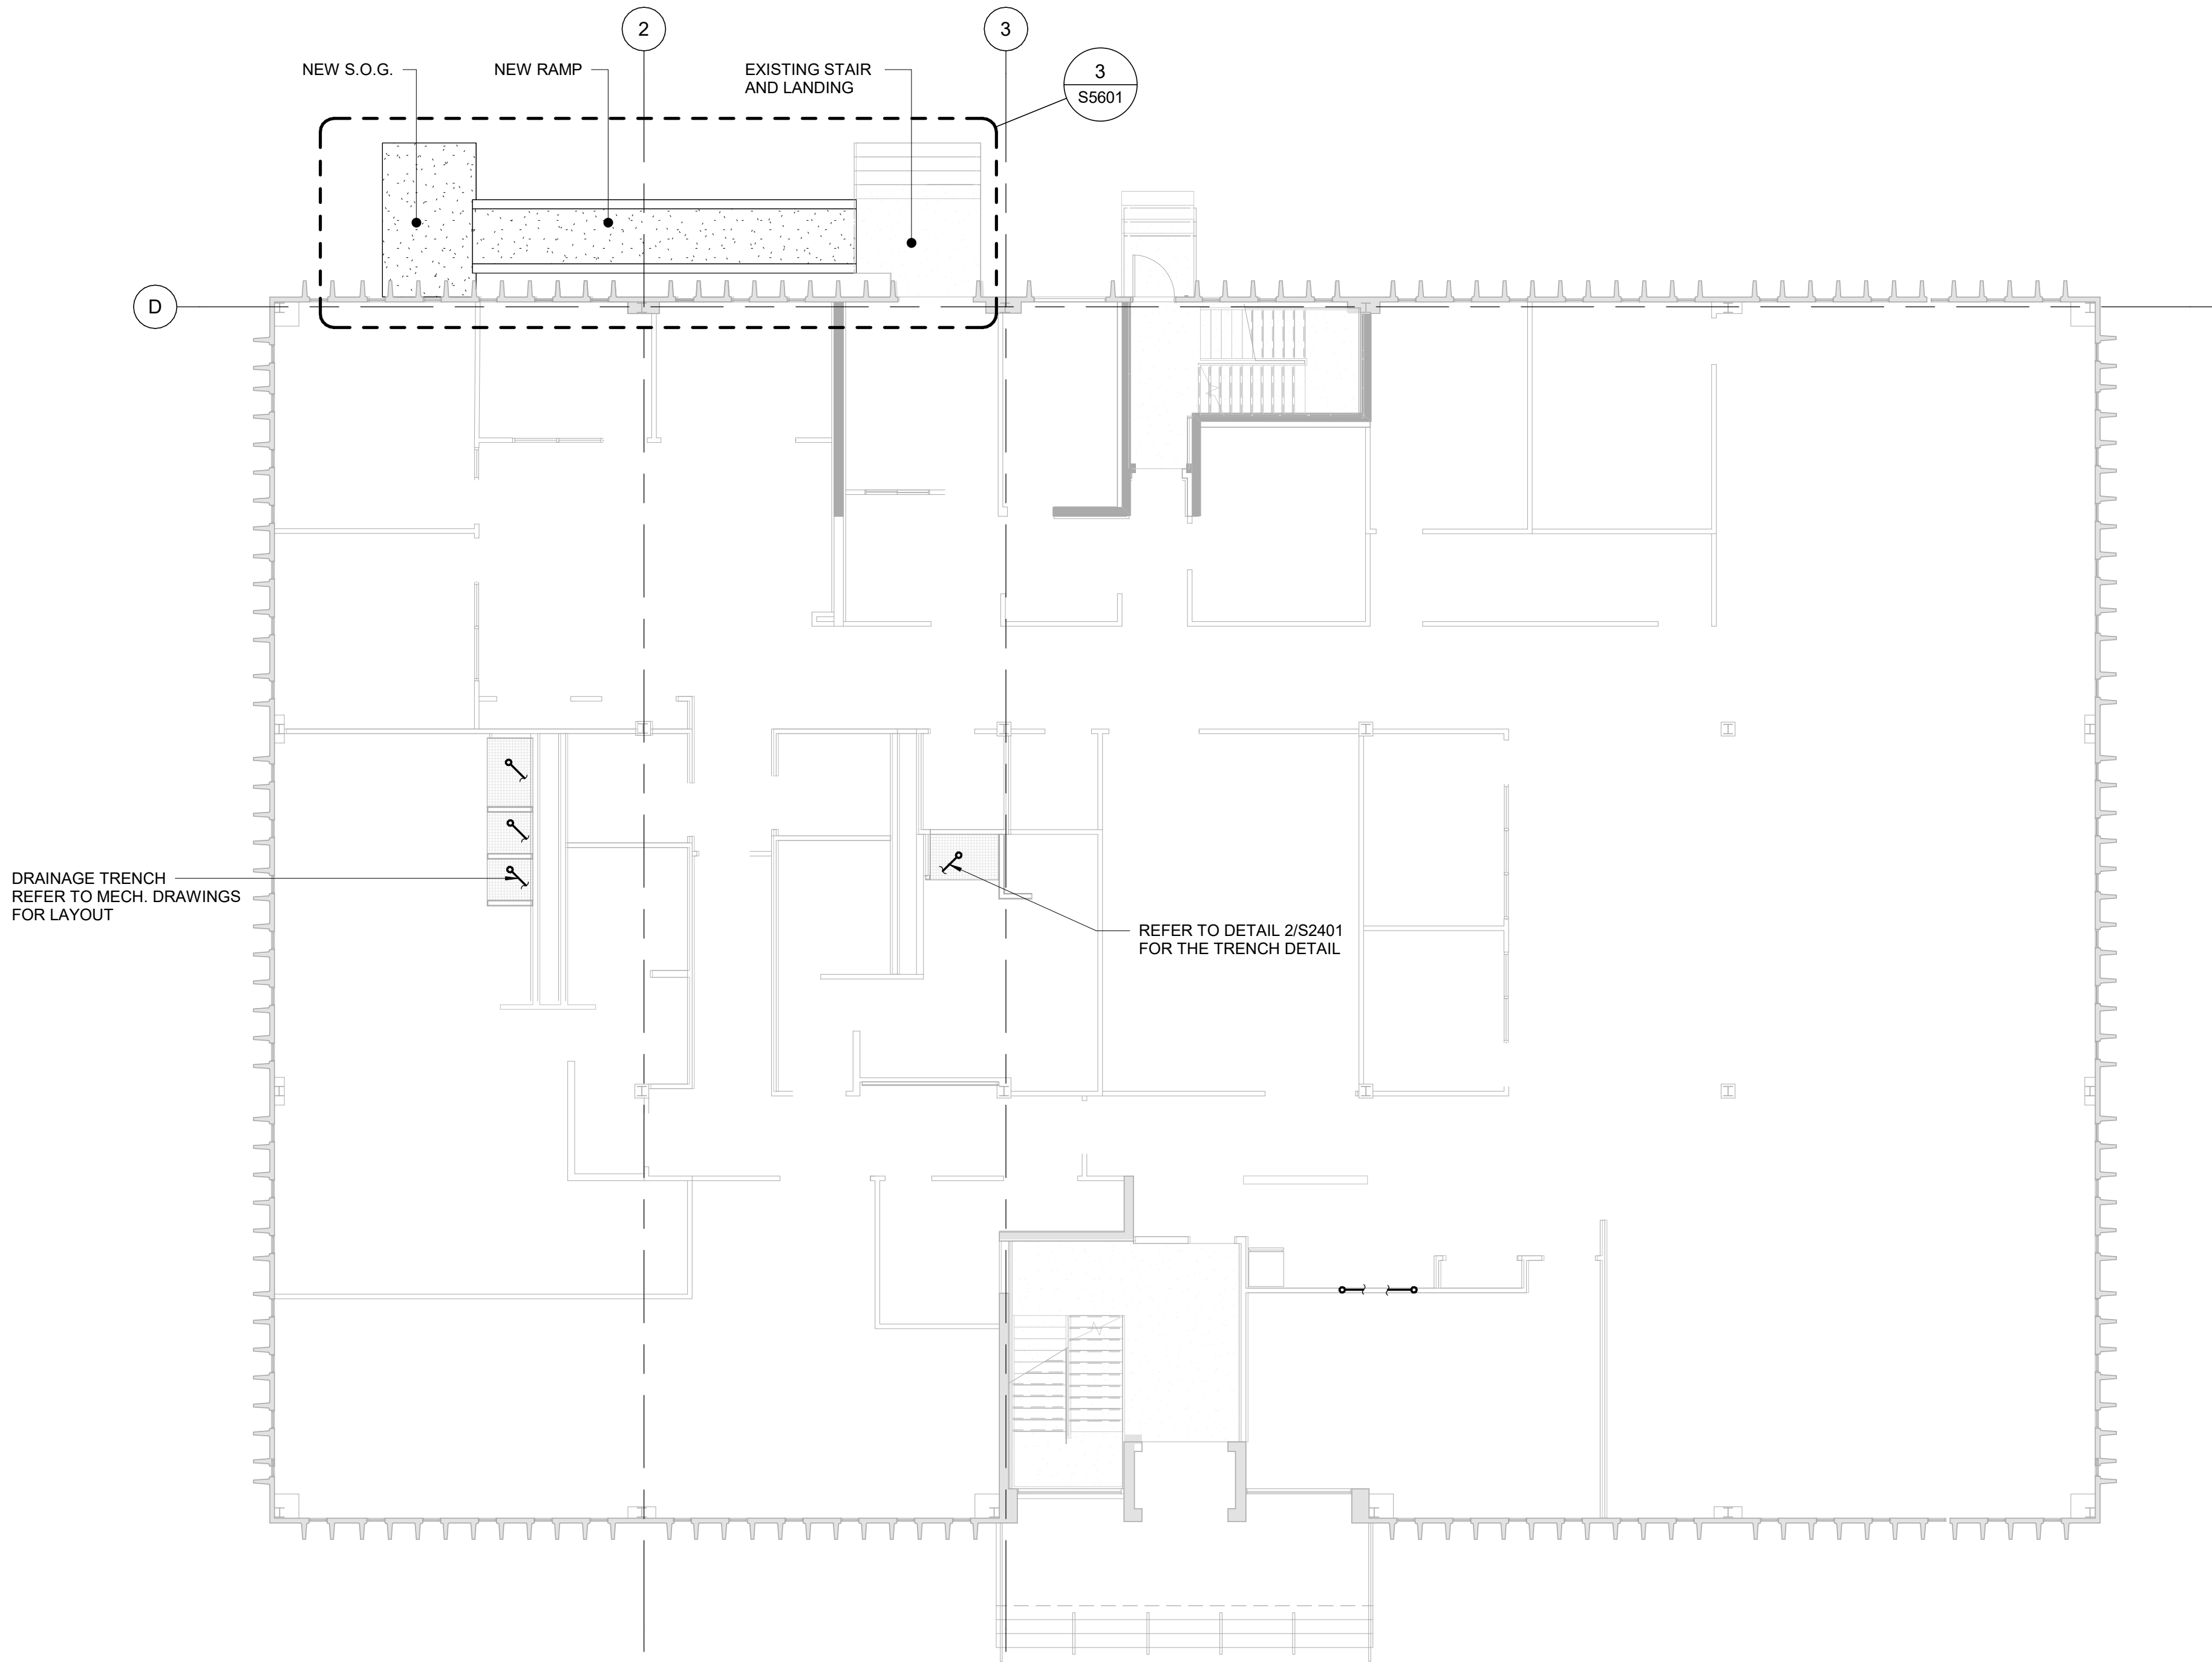 2
3
NEW S.O.G.
NEW RAMP
EXISTING STAIR
AND LANDING
3
S5601
D
DRAINAGE TRENCH
REFER TO MECH. DRAWINGS
FOR LAYOUT
REFER TO DETAIL 2/S2401
FOR THE TRENCH DETAIL